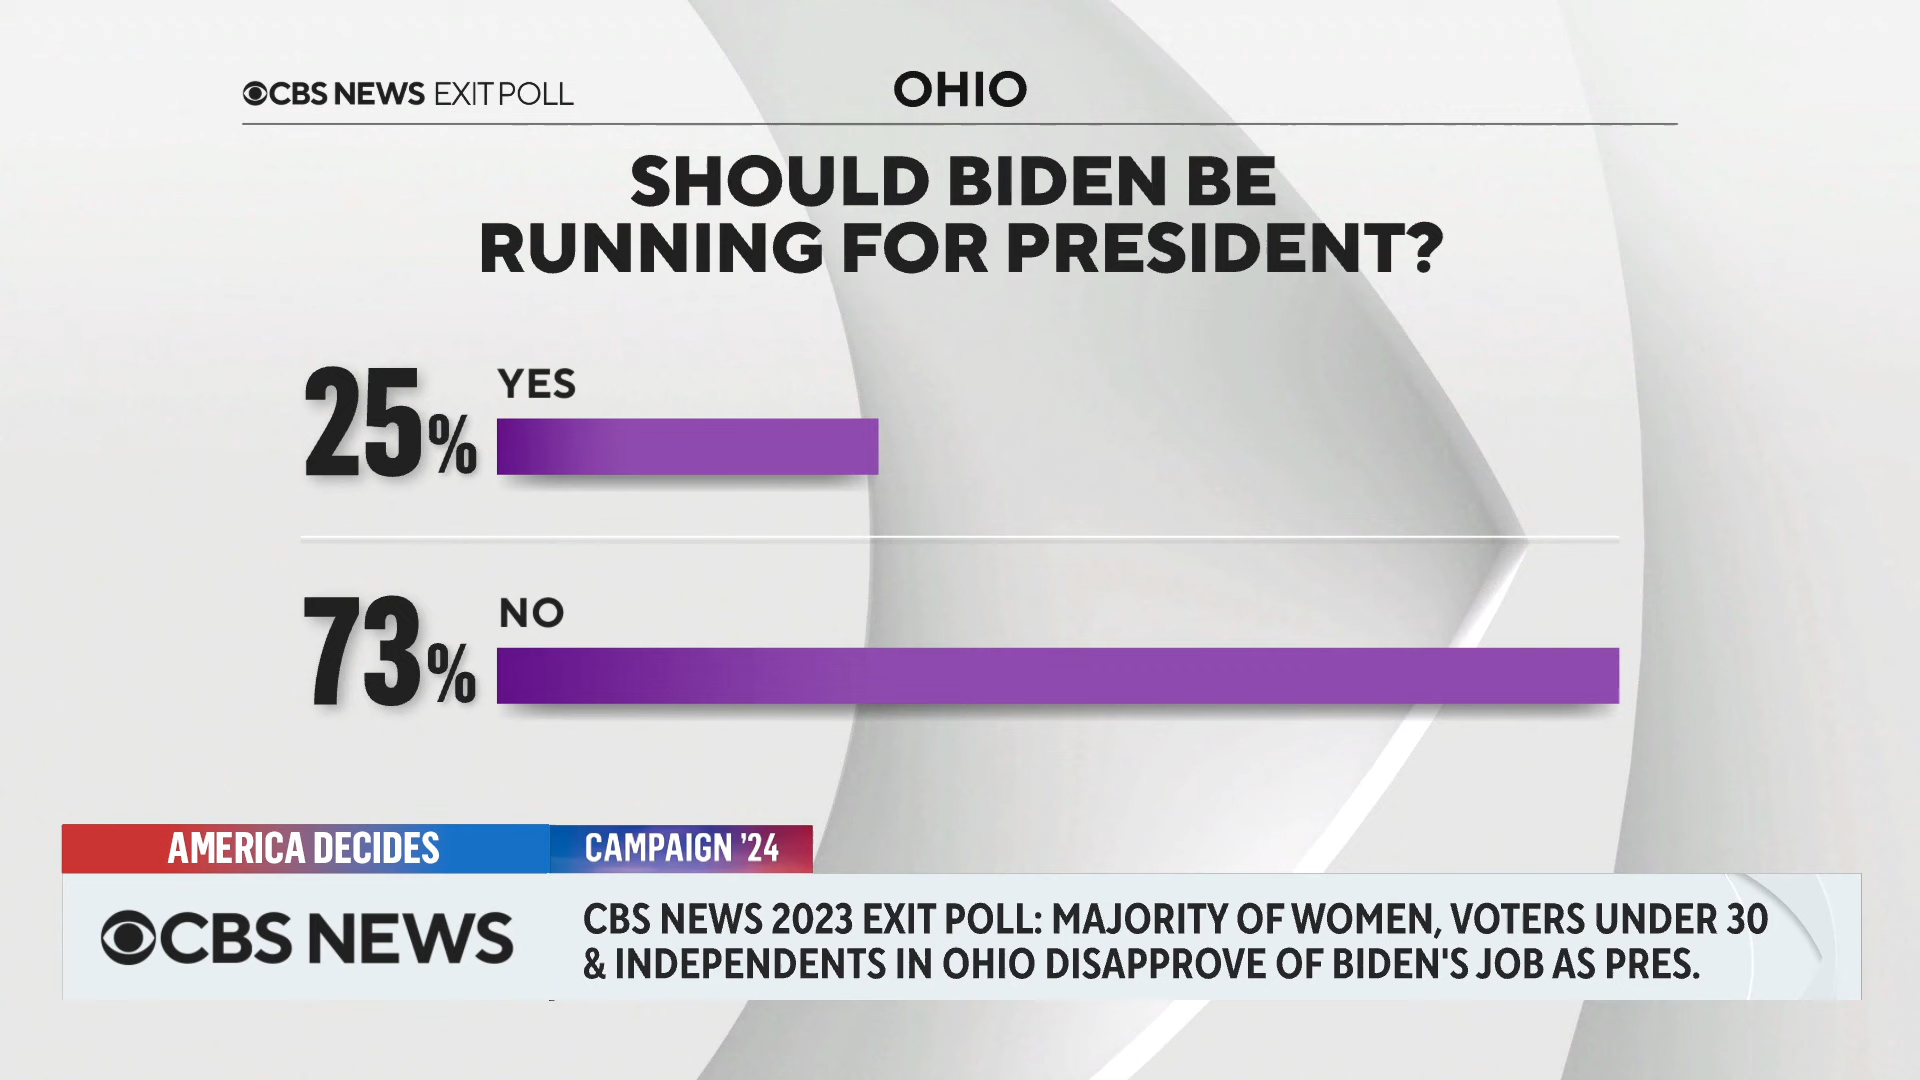 CBS NEWS EXIT POLL
OHIO
SHOULD BIDEN BE
RUNNING FOR PRESIDENT?
25% YES
73% NO
AMERICA DECIDES
CAMPAIGN '24
CBS NEWS
CBS NEWS 2023 EXIT POLL: MAJORITY OF WOMEN, VOTERS UNDER 30
& INDEPENDENTS IN OHIO DISAPPROVE OF BIDEN'S JOB AS PRES.